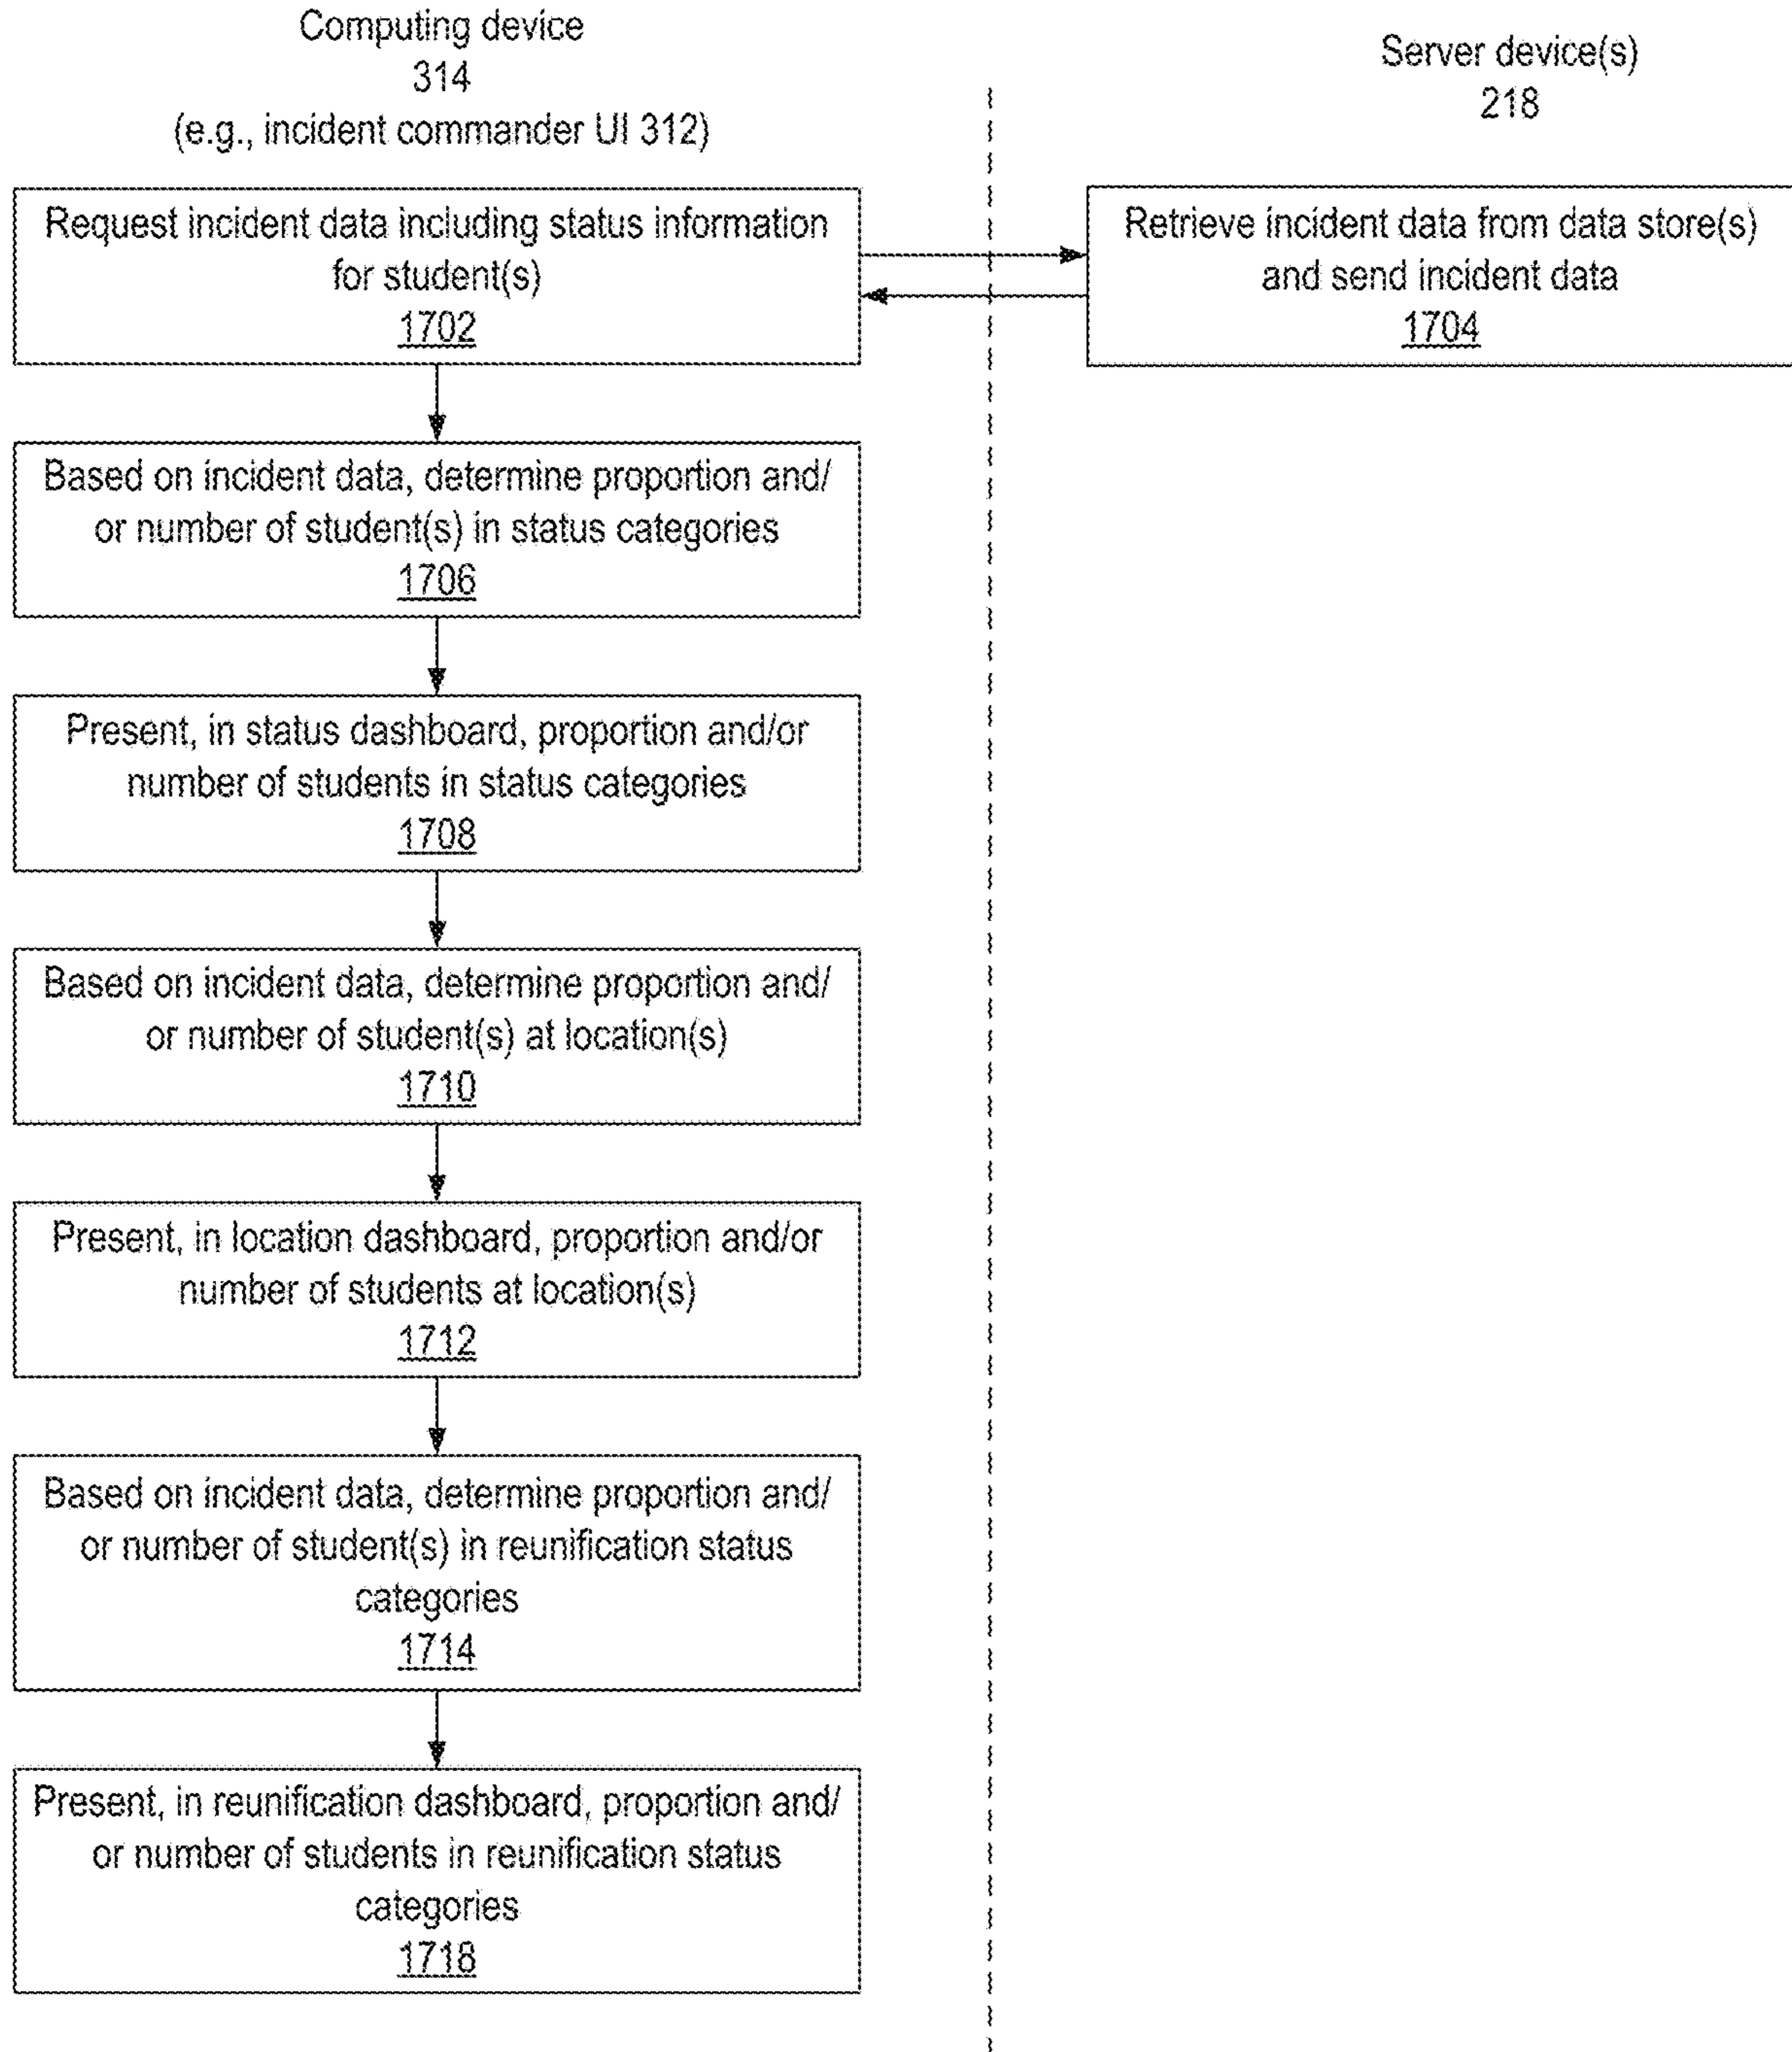 Computing device
314
(e.g., incident commander UI 312)
Server device(s)
218
Request incident data including status information
for student(s)
1702
Retrieve incident data from data store(s)
and send incident data
1704
Based on incident data, determine proportion and/
or number of student(s) in status categories
1706
Present, in status dashboard, proportion and/or
number of students in status categories
1708
Based on incident data, determine proportion and/
or number of student(s) at location(s)
1710
Present, in location dashboard, proportion and/or
number of students at location(s)
1712
Based on incident data, determine proportion and/
or number of student(s) in reunification status
categories
1714
Present, in reunification dashboard, proportion and/
or number of students in reunification status
categories
1718